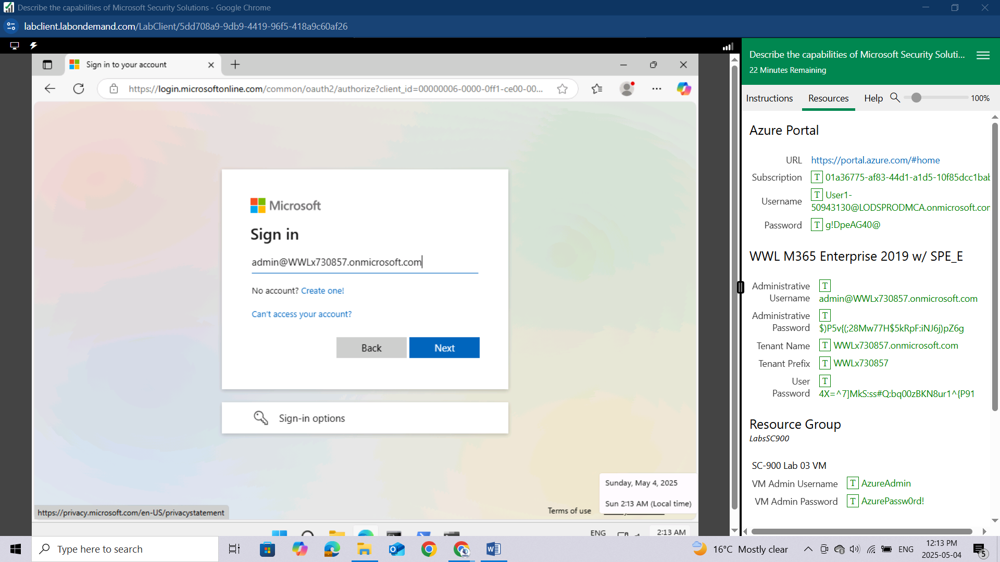 Describe the capabilities of Microsoft Security Solutions - Google Chrome
labclient.labondemand.com/LabClient/5dd708a9-9db9-4419-96f5-418a9c60af26
Sign in to your account
https://login.microsoftonline.com/common/oauth2/authorize?client_id=00000006-0000-0ff1-ce00-00...
Microsoft
Sign in
admin@WWLx730857.onmicrosoft.com
No account? Create one!
Can't access your account?
Back
Next
Sign-in options
Sunday, May 4, 2025
Sun 2:13 AM (Local time)
https://privacy.microsoft.com/en-US/privacystatement
Terms of use
ENG
2:13 AM
Describe the capabilities of Microsoft Security Soluti...
22 Minutes Remaining
Instructions
Resources
Help
100%
Azure Portal
URL https://portal.azure.com/#home
Subscription T 01a36775-af83-44d1-a1d5-10f85dcc1bab
Username T User1-
50943130@LODSPRODMCA.onmicrosoft.com
Password T g!DpeAG40@
WWL M365 Enterprise 2019 w/ SPE_E
Administrative Username T
admin@WWLx730857.onmicrosoft.com
Administrative Password T
$)P5v{(;28Mw77H$5kRpF:iNJ6j)pZ6g
Tenant Name T WWLx730857.onmicrosoft.com
Tenant Prefix T WWLx730857
User Password T
4X=^7]MkS:ss#Q:bq00zBKN8ur1^{P91
Resource Group
LabsSC900
SC-900 Lab 03 VM
VM Admin Username T AzureAdmin
VM Admin Password T AzurePassw0rd!
Type here to search
16°C Mostly clear
ENG
12:13 PM
2025-05-04
5